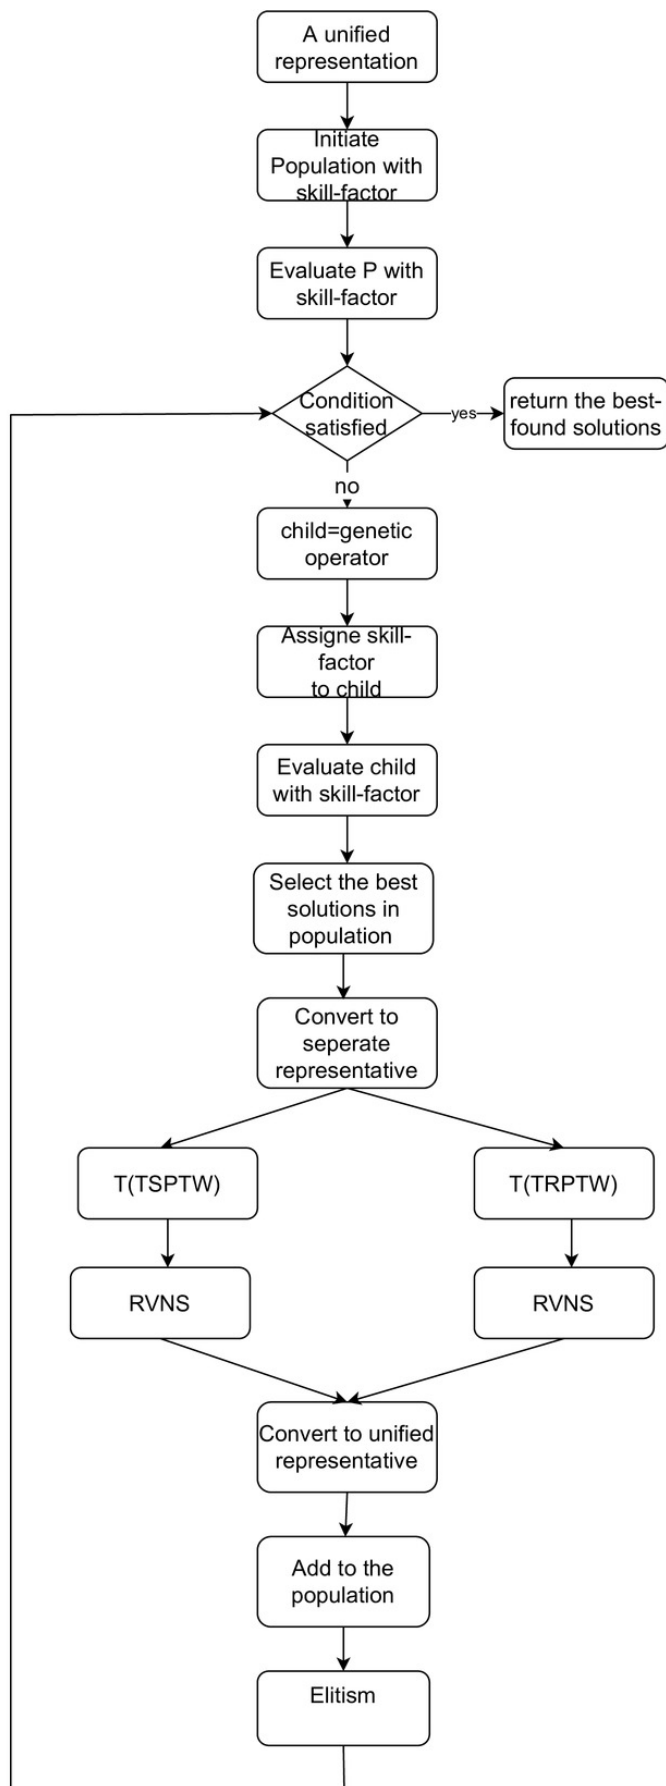 A unified
representation
Initiate
Population with
skill-factor
Evaluate P with
skill-factor
Condition
satisfied
yes
return the best-
found solutions
no
child=genetic
operator
Assigne skill-
factor
to child
Evaluate child
with skill-factor
Select the best
solutions in
population
Convert to
seperate
representative
T(TSPTW)
T(TRPTW)
RVNS
RVNS
Convert to unified
representative
Add to the
population
Elitism